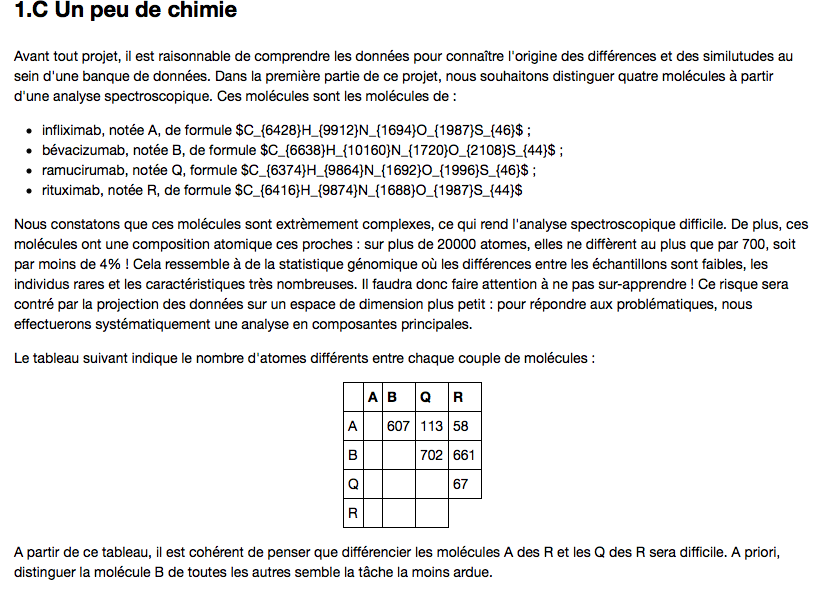 1.C Un peu de chimie
Avant tout projet, il est raisonnable de comprendre les données pour connaître l'origine des différences et des similutudes au
sein d'une banque de données. Dans la première partie de ce projet, nous souhaitons distinguer quatre molécules à partir
d'une analyse spectroscopique. Ces molécules sont les molécules de :
• infliximab, notée A, de formule $C_{6428}H_{9912}N_{1694}O_{1987}S_{46}$ ;
• bévacizumab, notée B, de formule $C_{6638}H_{10160}N_{1720}O_{2108}S_{44}$ ;
• ramucirumab, notée Q, formule $C_{6374}H_{9864}N_{1692}O_{1996}S_{46}$ ;
• rituximab, notée R, de formule $C_{6416}H_{9874}N_{1688}O_{1987}S_{44}$
Nous constatons que ces molécules sont extrèmement complexes, ce qui rend l'analyse spectroscopique difficile. De plus, ces
molécules ont une composition atomique ces proches : sur plus de 20000 atomes, elles ne diffèrent au plus que par 700, soit
par moins de 4% ! Cela ressemble à de la statistique génomique où les différences entre les échantillons sont faibles, les
individus rares et les caractéristiques très nombreuses. Il faudra donc faire attention à ne pas sur-apprendre ! Ce risque sera
contré par la projection des données sur un espace de dimension plus petit : pour répondre aux problématiques, nous
effectuerons systématiquement une analyse en composantes principales.
Le tableau suivant indique le nombre d'atomes différents entre chaque couple de molécules :
A B Q R
A 607 113 58
B 702 661
Q 67
R
A partir de ce tableau, il est cohérent de penser que différencier les molécules A des R et les Q des R sera difficile. A priori,
distinguer la molécule B de toutes les autres semble la tâche la moins ardue.